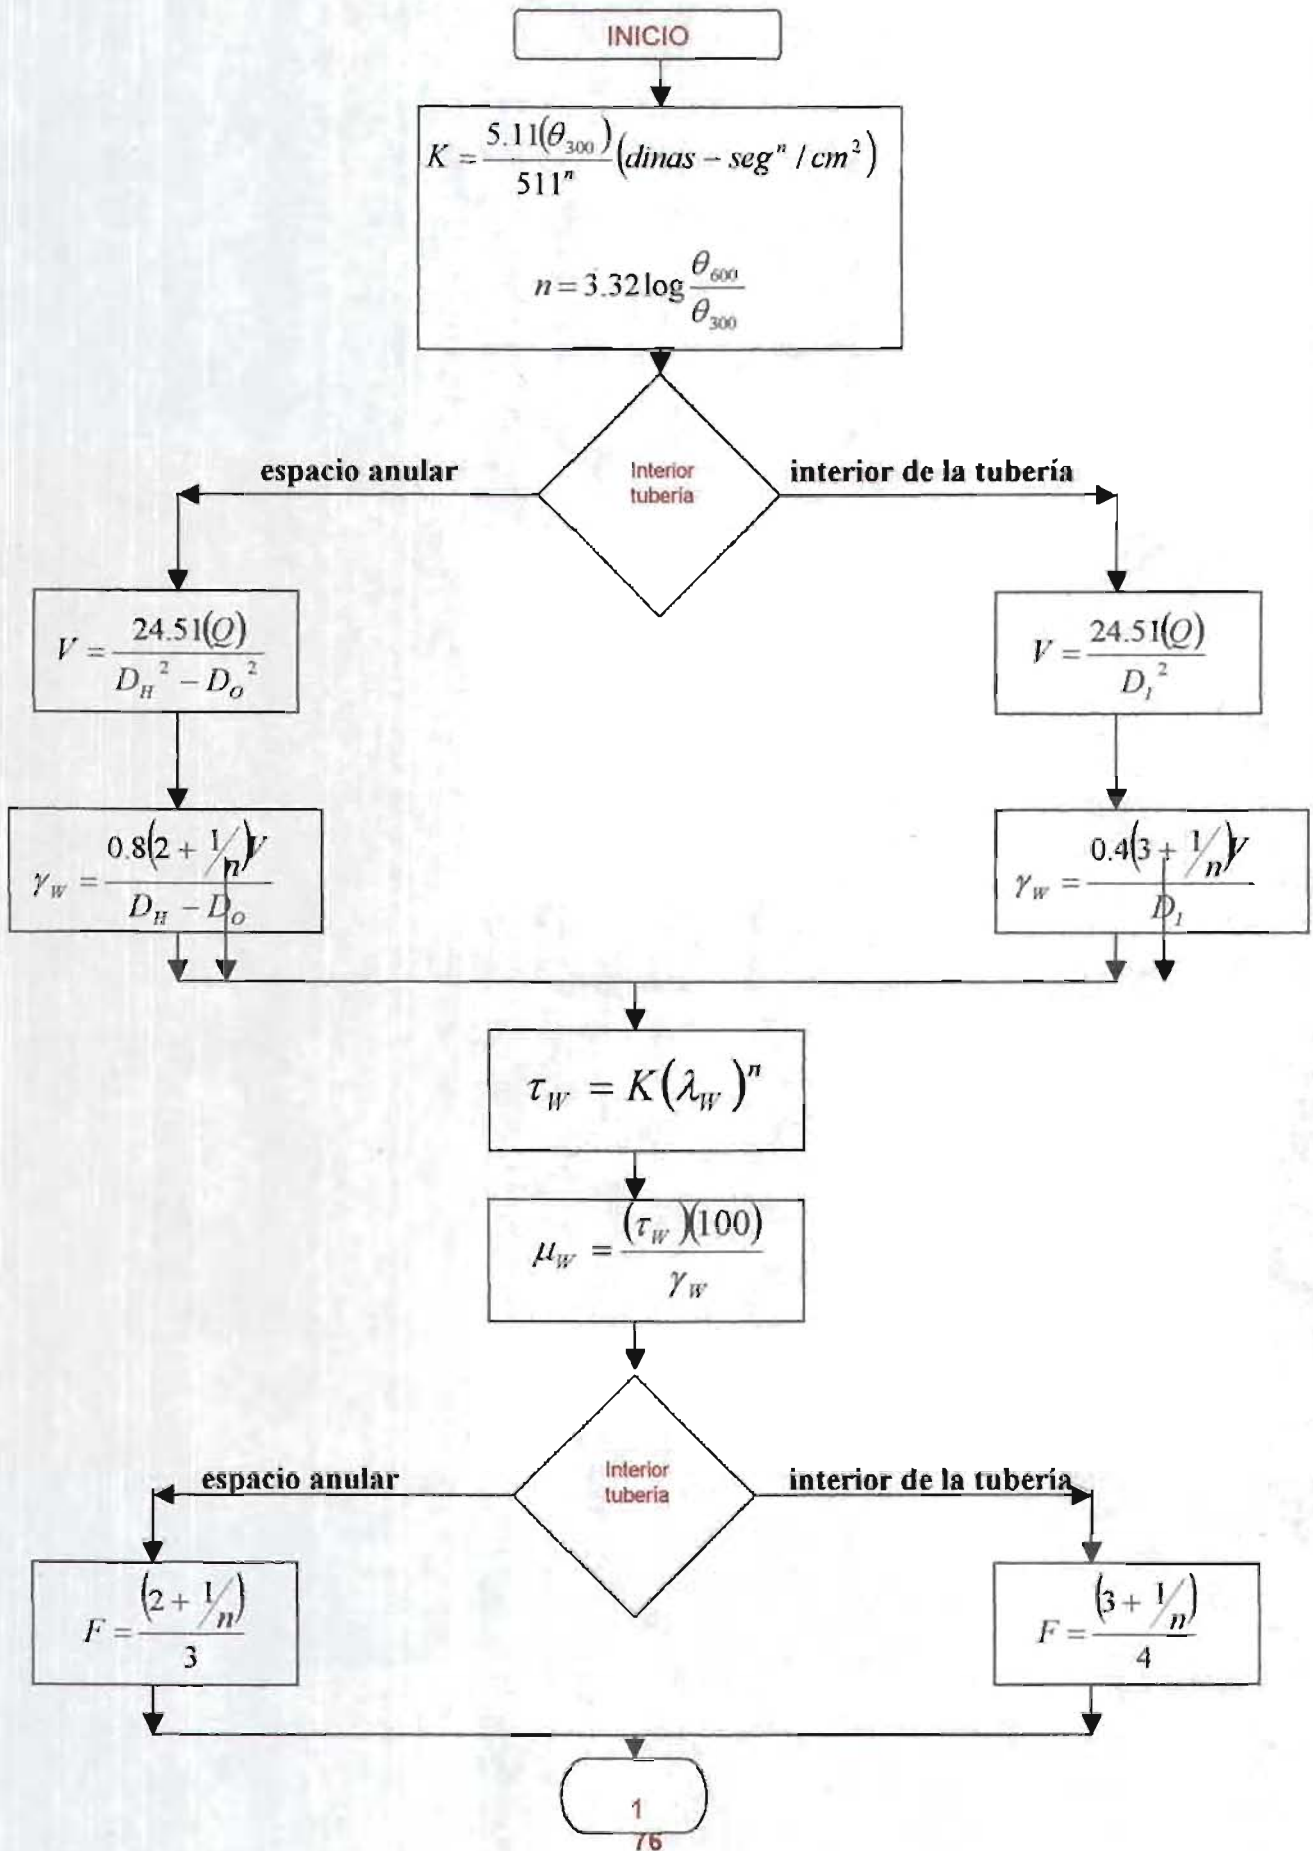 INICIO
K = 5.11(θ₃₀₀) / 511ⁿ (dinas – segⁿ / cm²)
n = 3.32 log θ₆₀₀ / θ₃₀₀
espacio anular
Interior
tubería
interior de la tubería
V = 24.51(Q) / D_H² – D_O²
V = 24.51(Q) / D_I²
γ_W = 0.8(2 + 1/n)V / D_H – D_O
γ_W = 0.4(3 + 1/n)V / D_I
τ_W = K(λ_W)ⁿ
μ_W = (τ_W)(100) / γ_W
espacio anular
Interior
tubería
interior de la tubería
F = (2 + 1/n) / 3
F = (3 + 1/n) / 4
1
76